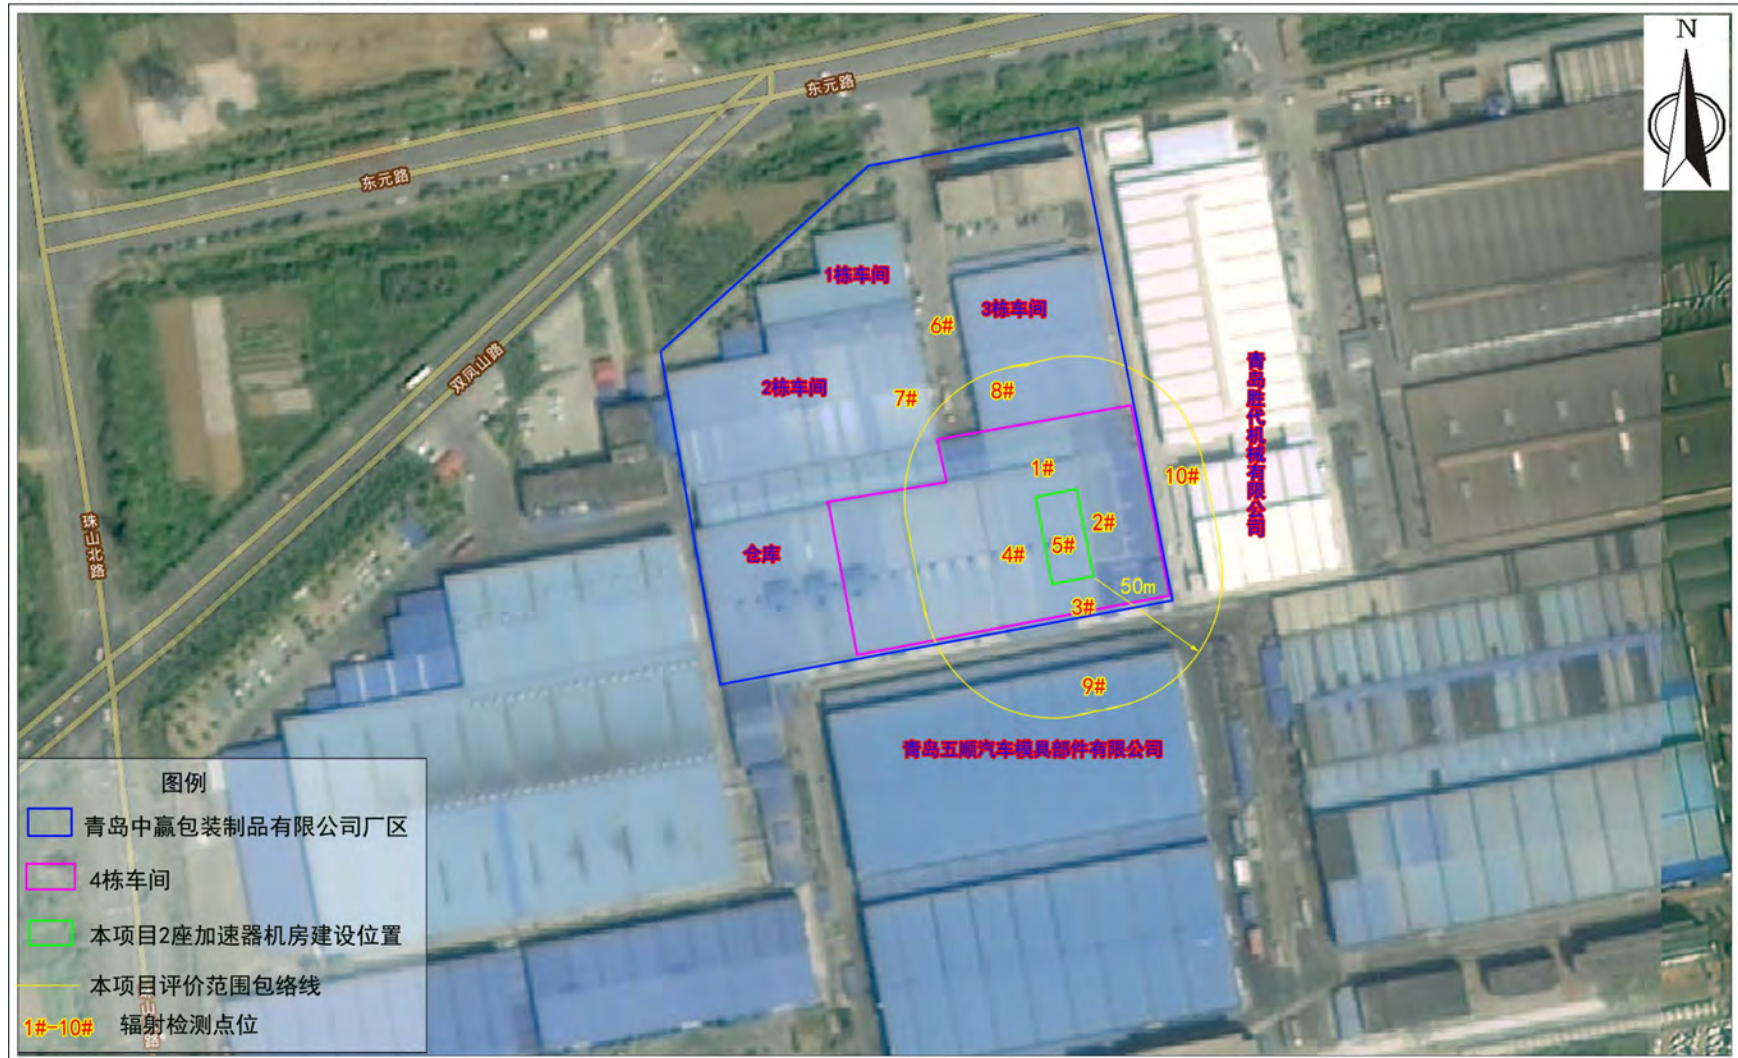 N
东元路
东元路
双凤山路
珠山北路
1栋车间
3栋车间
6#
2栋车间
7#
8#
青岛胜代机械有限公司
1#
10#
2#
仓库
4#
5#
50m
3#
9#
青岛五顺汽车模具部件有限公司
图例
青岛中赢包装制品有限公司厂区
4栋车间
本项目2座加速器机房建设位置
本项目评价范围包络线
1#-10# 辐射检测点位
山
路